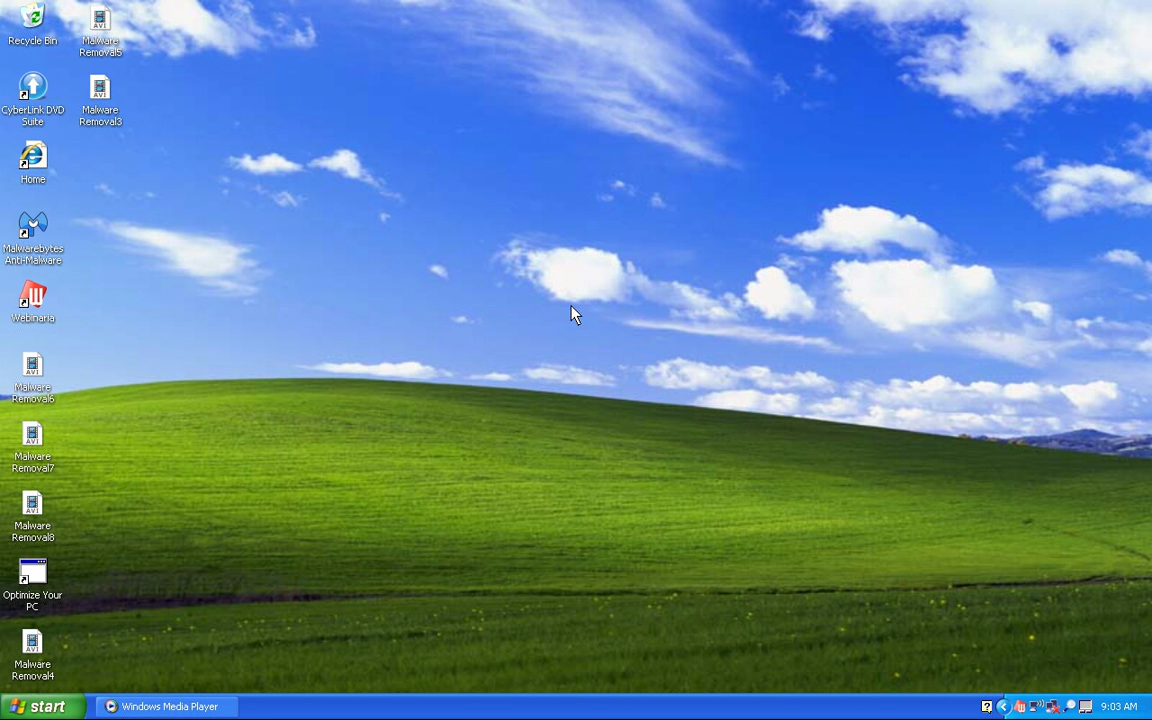 Recycle Bin
MalWare
Removal5
CyberLink DVD
Suite
Malware
Removal3
Home
Malwarebytes
Anti-Malware
Webinaria
Malware
Removal6
Malware
Removal7
Malware
Removal8
Optimize Your
PC
Malware
Removal4
start
Windows Media Player
9:03 AM